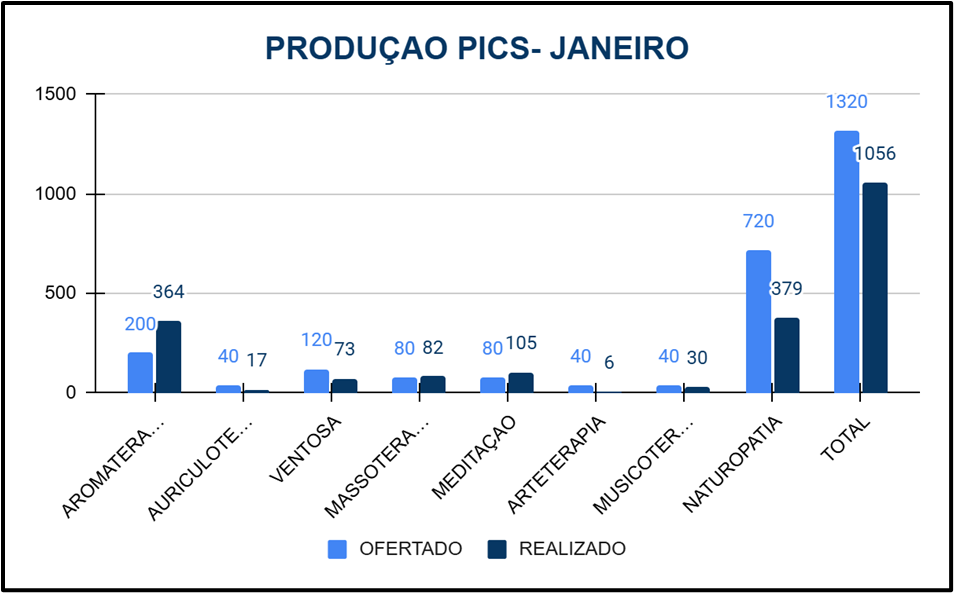 PRODUÇAO PICS- JANEIRO
1500
1000
500
0
200
364
40
17
120
73
80
82
80
105
40
6
40
30
720
379
1320
1056
AROMATERA...
AURICULOTE...
VENTOSA
MASSOTERA...
MEDITAÇAO
ARTETERAPIA
MUSICOTER...
NATUROPATIA
TOTAL
OFERTADO
REALIZADO